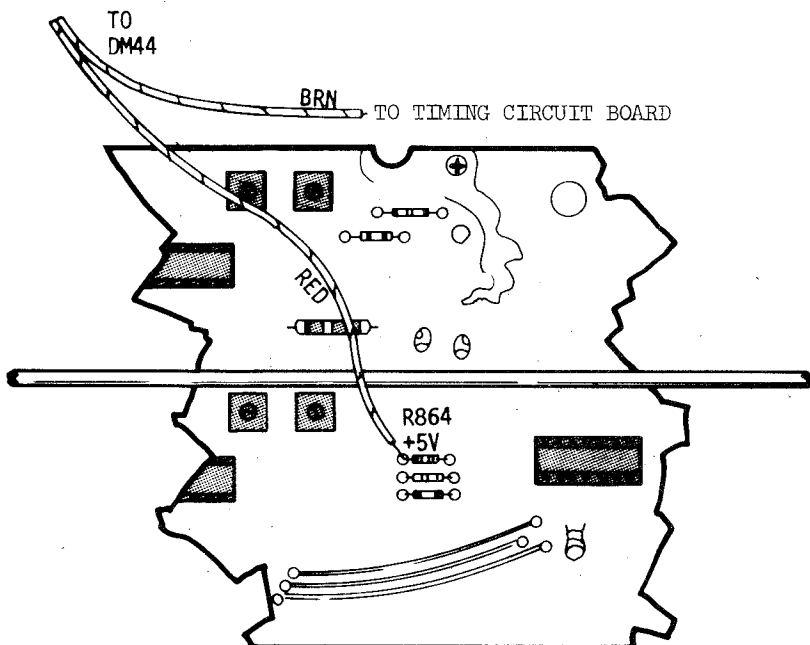 TO
DM44
BRN
TO TIMING CIRCUIT BOARD
RED
R864
+5V